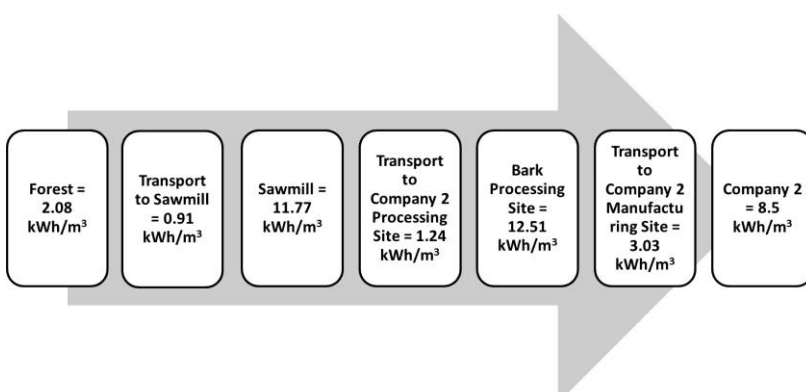 Forest =
2.08
kWh/m³
Transport
to Sawmill
= 0.91
kWh/m³
Sawmill =
11.77
kWh/m³
Transport
to
Company 2
Processing
Site = 1.24
kWh/m³
Bark
Processing
Site =
12.51
kWh/m³
Transport
to
Company 2
Manufactu
ring Site =
3.03
kWh/m³
Company 2
= 8.5
kWh/m³